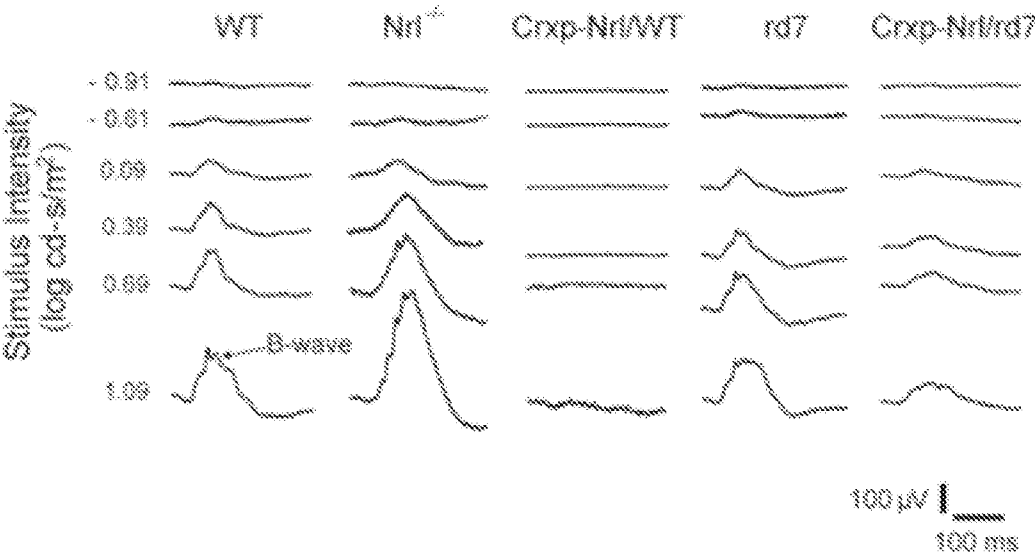 WT Nrl-/- Crxp-Nrl/WT rd7 Crxp-Nrl/rd7
Stimulus Intensity
(log cd-s/m2)
- 0.91
- 0.61
0.09
0.39
0.69
B-wave
1.09
100 µV
100 ms